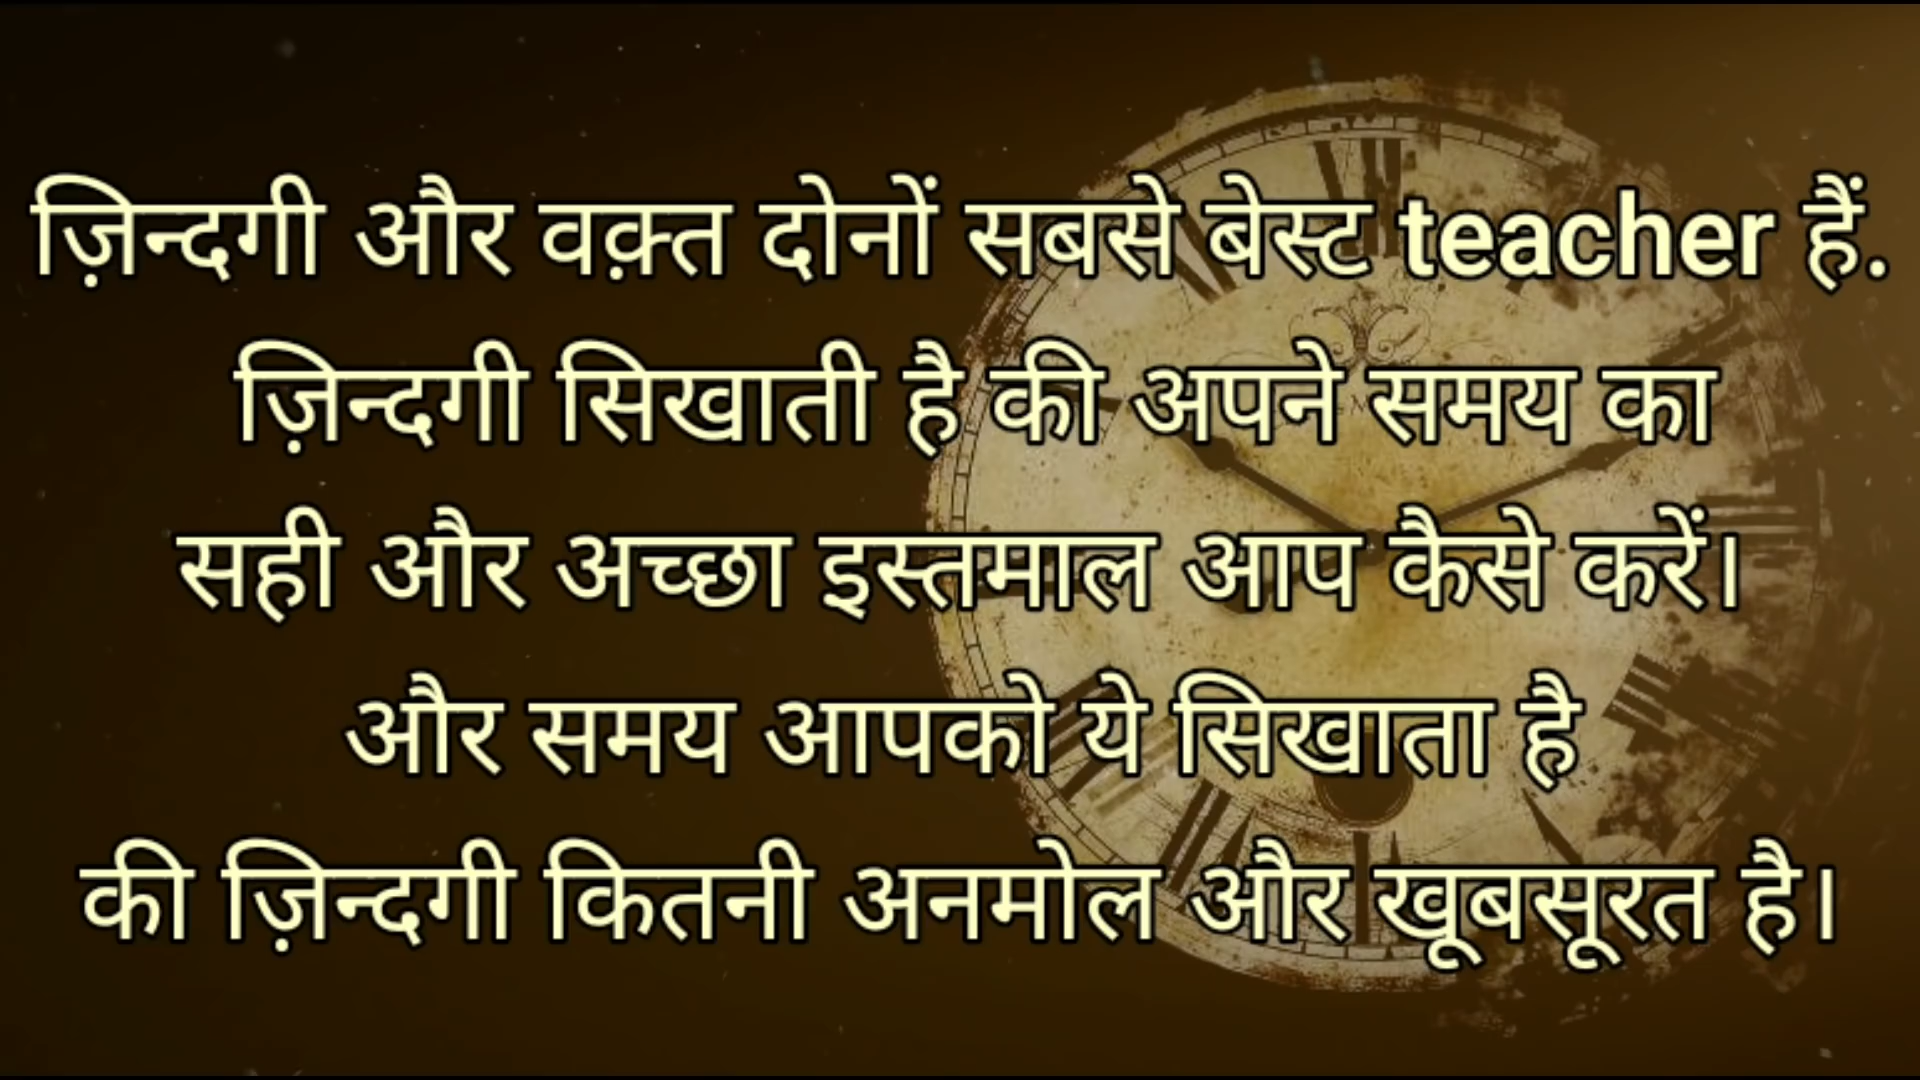 ज़िन्दगी और वक़्त दोनों सबसे बेस्ट teacher हैं.
ज़िन्दगी सिखाती है की अपने समय का
सही और अच्छा इस्तमाल आप कैसे करें।
और समय आपको ये सिखाता है
की ज़िन्दगी कितनी अनमोल और खूबसूरत है।